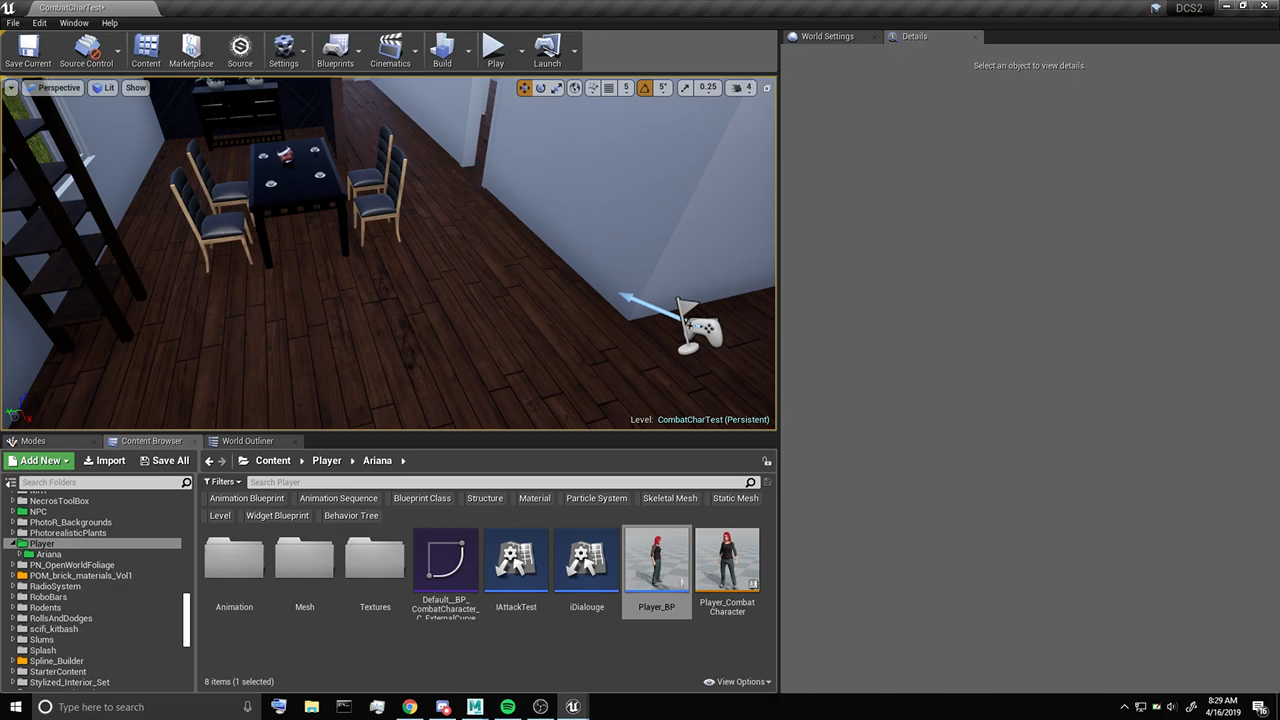 CombatCharTest*
DCS2
File Edit Window Help
Save Current Source Control Content Marketplace Source Settings Blueprints Cinematics Build Play Launch
World Settings Details
Select an object to view details.
Perspective Lit Show 5 5° 0.25 4
Level: CombatCharTest (Persistent)
Modes Content Browser World Outliner
Add New Import Save All Content Player Ariana
Search Folders Filters Search Player
NecrosToolBox
NPC
PhotoR_Backgrounds
PhotorealisticPlants
Player
Ariana
PN_OpenWorldFoliage
POM_brick_materials_Vol1
RadioSystem
RoboBars
Rodents
RollsAndDodges
scifi_kitbash
Slums
Splash
Spline_Builder
StarterContent
Stylized_Interior_Set
Animation Blueprint Animation Sequence Blueprint Class Structure Material Particle System Skeletal Mesh Static Mesh
Level Widget Blueprint Behavior Tree
Animation Mesh Textures Default__BP_ IAttackTest iDialouge Player_BP Player_Combat
CombatCharacter_ Character
C_ExternalCurve
8 items (1 selected) View Options
Type here to search
8:29 AM
4/16/2019
16